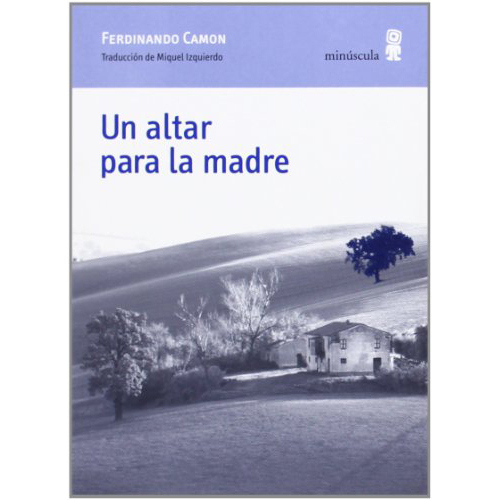 FERDINANDO CAMON
Traducción de Miquel Izquierdo
minúscula
Un altar
para la madre